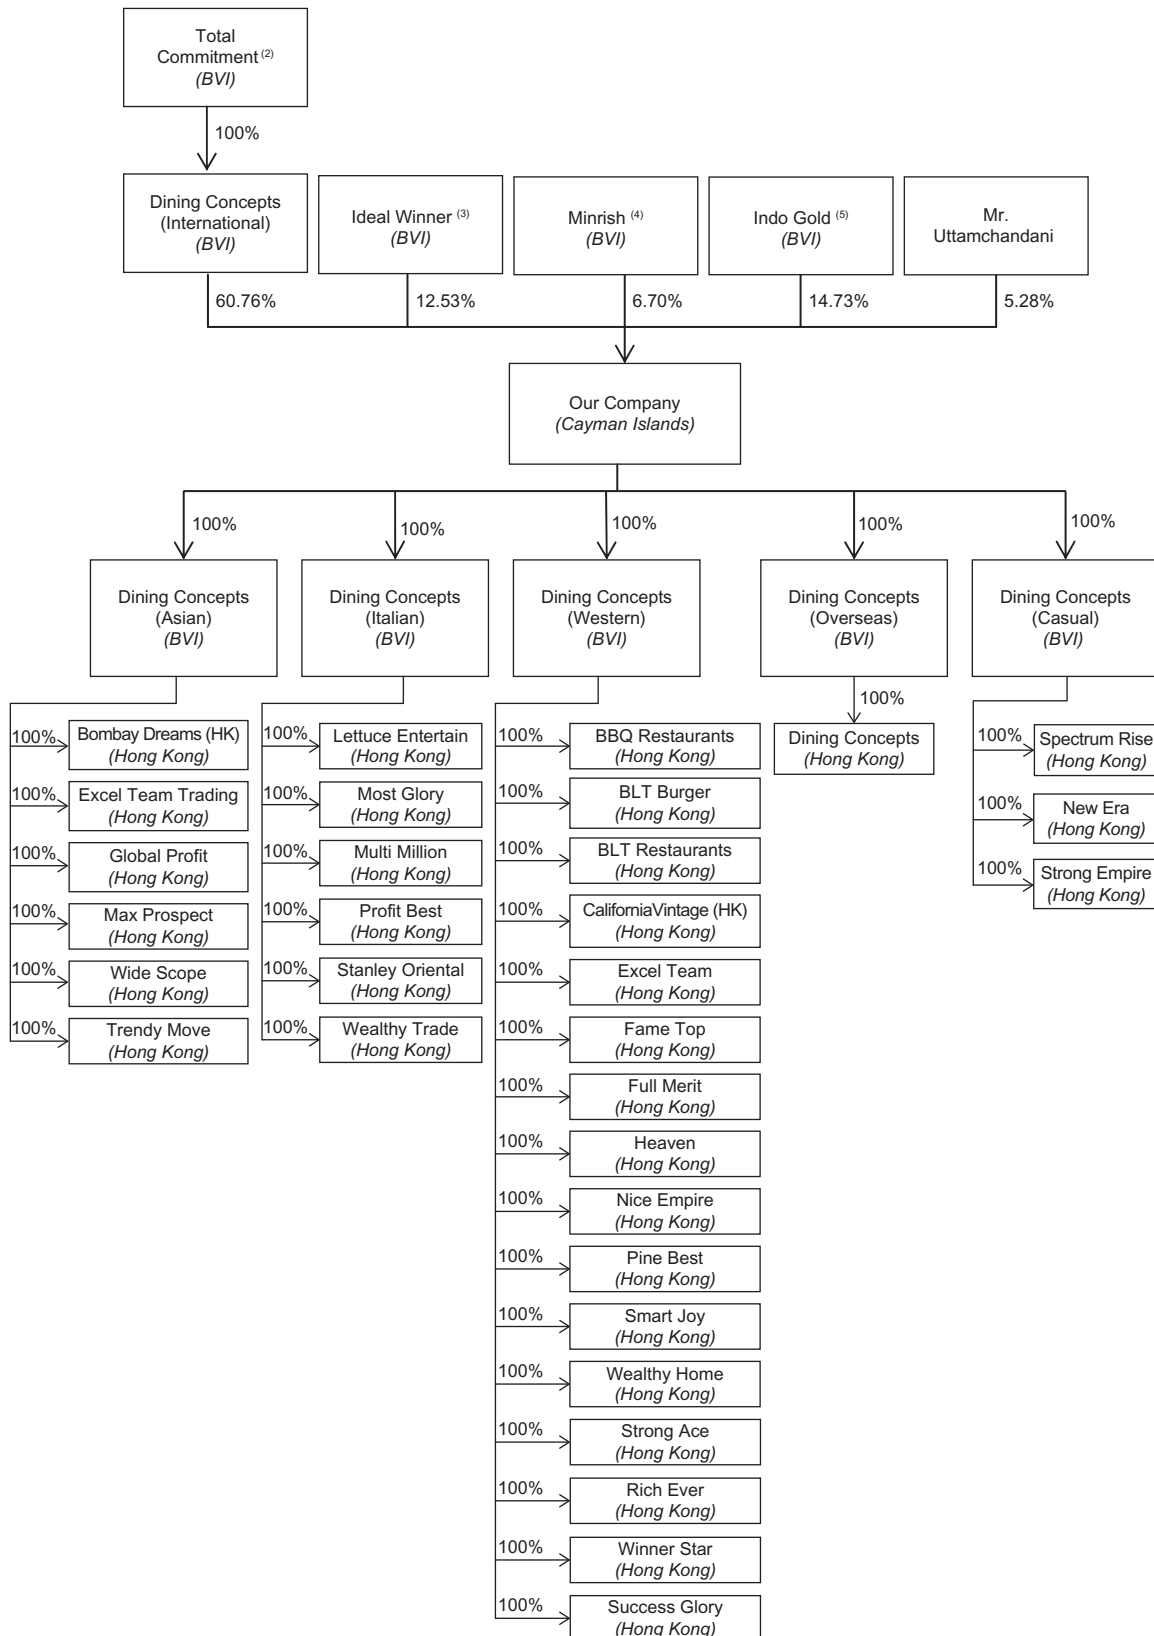 Total
Commitment (2)
(BVI)
100%
Dining Concepts
(International)
(BVI)
Ideal Winner (3)
(BVI)
Minrish (4)
(BVI)
Indo Gold (5)
(BVI)
Mr.
Uttamchandani
60.76%
12.53%
6.70%
14.73%
5.28%
Our Company
(Cayman Islands)
100%
100%
100%
100%
100%
Dining Concepts
(Asian)
(BVI)
Dining Concepts
(Italian)
(BVI)
Dining Concepts
(Western)
(BVI)
Dining Concepts
(Overseas)
(BVI)
Dining Concepts
(Casual)
(BVI)
100%
Bombay Dreams (HK)
(Hong Kong)
100%
Excel Team Trading
(Hong Kong)
100%
Global Profit
(Hong Kong)
100%
Max Prospect
(Hong Kong)
100%
Wide Scope
(Hong Kong)
100%
Trendy Move
(Hong Kong)
100%
Lettuce Entertain
(Hong Kong)
100%
Most Glory
(Hong Kong)
100%
Multi Million
(Hong Kong)
100%
Profit Best
(Hong Kong)
100%
Stanley Oriental
(Hong Kong)
100%
Wealthy Trade
(Hong Kong)
100%
BBQ Restaurants
(Hong Kong)
100%
BLT Burger
(Hong Kong)
100%
BLT Restaurants
(Hong Kong)
100%
CaliforniaVintage (HK)
(Hong Kong)
100%
Excel Team
(Hong Kong)
100%
Fame Top
(Hong Kong)
100%
Full Merit
(Hong Kong)
100%
Heaven
(Hong Kong)
100%
Nice Empire
(Hong Kong)
100%
Pine Best
(Hong Kong)
100%
Smart Joy
(Hong Kong)
100%
Wealthy Home
(Hong Kong)
100%
Strong Ace
(Hong Kong)
100%
Rich Ever
(Hong Kong)
100%
Winner Star
(Hong Kong)
100%
Success Glory
(Hong Kong)
100%
Dining Concepts
(Hong Kong)
100%
Spectrum Rise
(Hong Kong)
100%
New Era
(Hong Kong)
100%
Strong Empire
(Hong Kong)